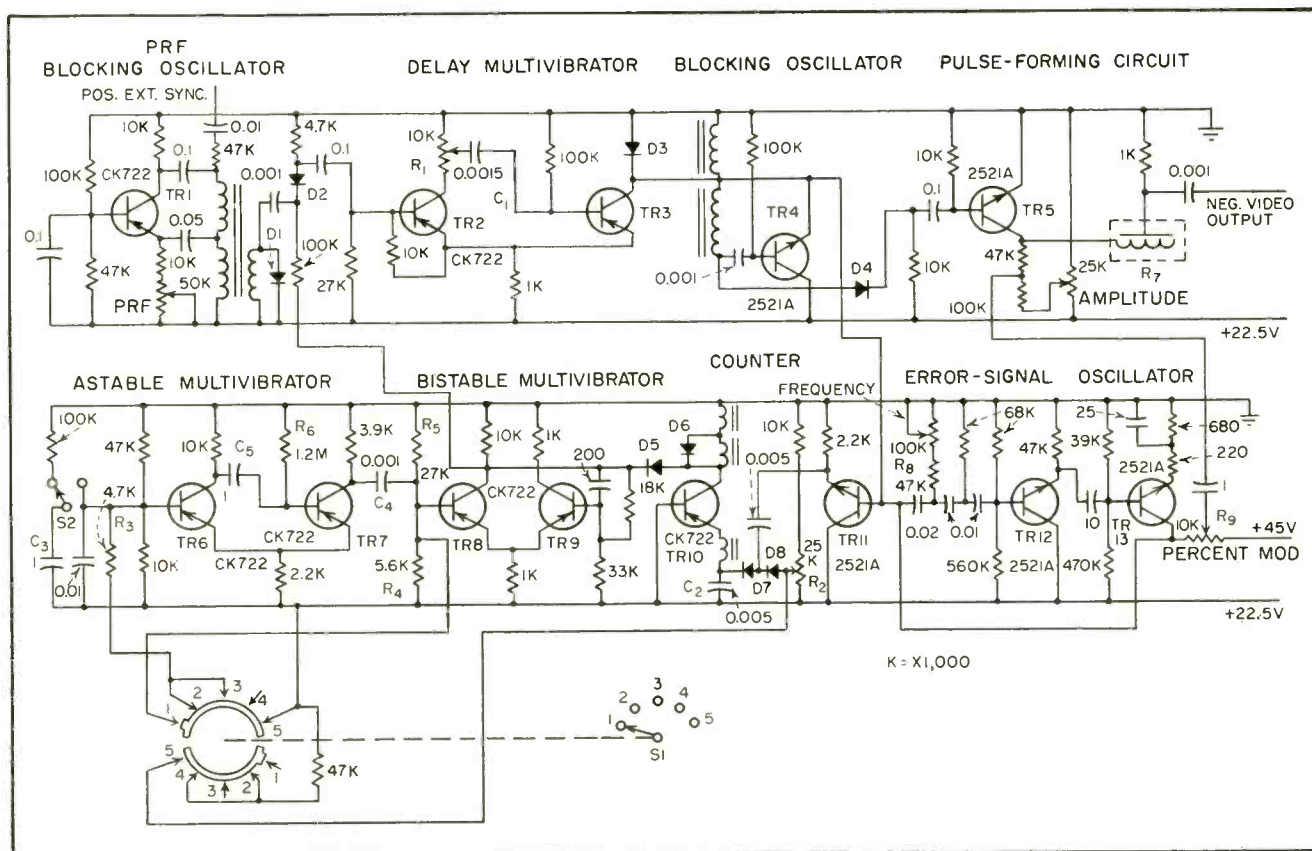 PRF
BLOCKING OSCILLATOR
DELAY MULTIVIBRATOR
BLOCKING OSCILLATOR
PULSE-FORMING CIRCUIT
POS. EXT. SYNC.
10K
0.01
47K
4.7K
0.1
10K
R1
0.0015
100K
D3
100K
10K
2521A
1K
0.001
NEG. VIDEO
OUTPUT
100K
CK722
TR1
0.1
0.001
D2
C1
TR4
0.1
TR5
0.05
D1
TR2
TR3
0.1
47K
10K
50K
PRF
100K
27K
10K
CK722
1K
0.001
2521A
D4
10K
47K
100K
25K
AMPLITUDE
R7
+22.5V
ASTABLE MULTIVIBRATOR
BISTABLE MULTIVIBRATOR
COUNTER
FREQUENCY
ERROR-SIGNAL OSCILLATOR
100K
47K
10K
C5
1
R6
1.2M
3.9K
0.001
C4
R5
27K
10K
1K
200
D5
18K
D6
0.005
10K
2.2K
100K
R8
47K
68K
47K
25
39K
680
220
2521A
4.7K
S2
R3
CK722
TR6
CK722
TR7
TR8
TR9
CK722
TR10
TR11
2521A
0.02
0.01
TR12
10
TR
13
1
R9
10K
+45V
PERCENT MOD
C3
1
0.01
10K
2.2K
5.6K
R4
1K
33K
C2
0.005
D7
D8
25
K
R2
560K
2521A
470K
+22.5V
K = X1,000
1
2
3
4
5
5
4
3
2
1
47K
1
2
3
4
5
S1